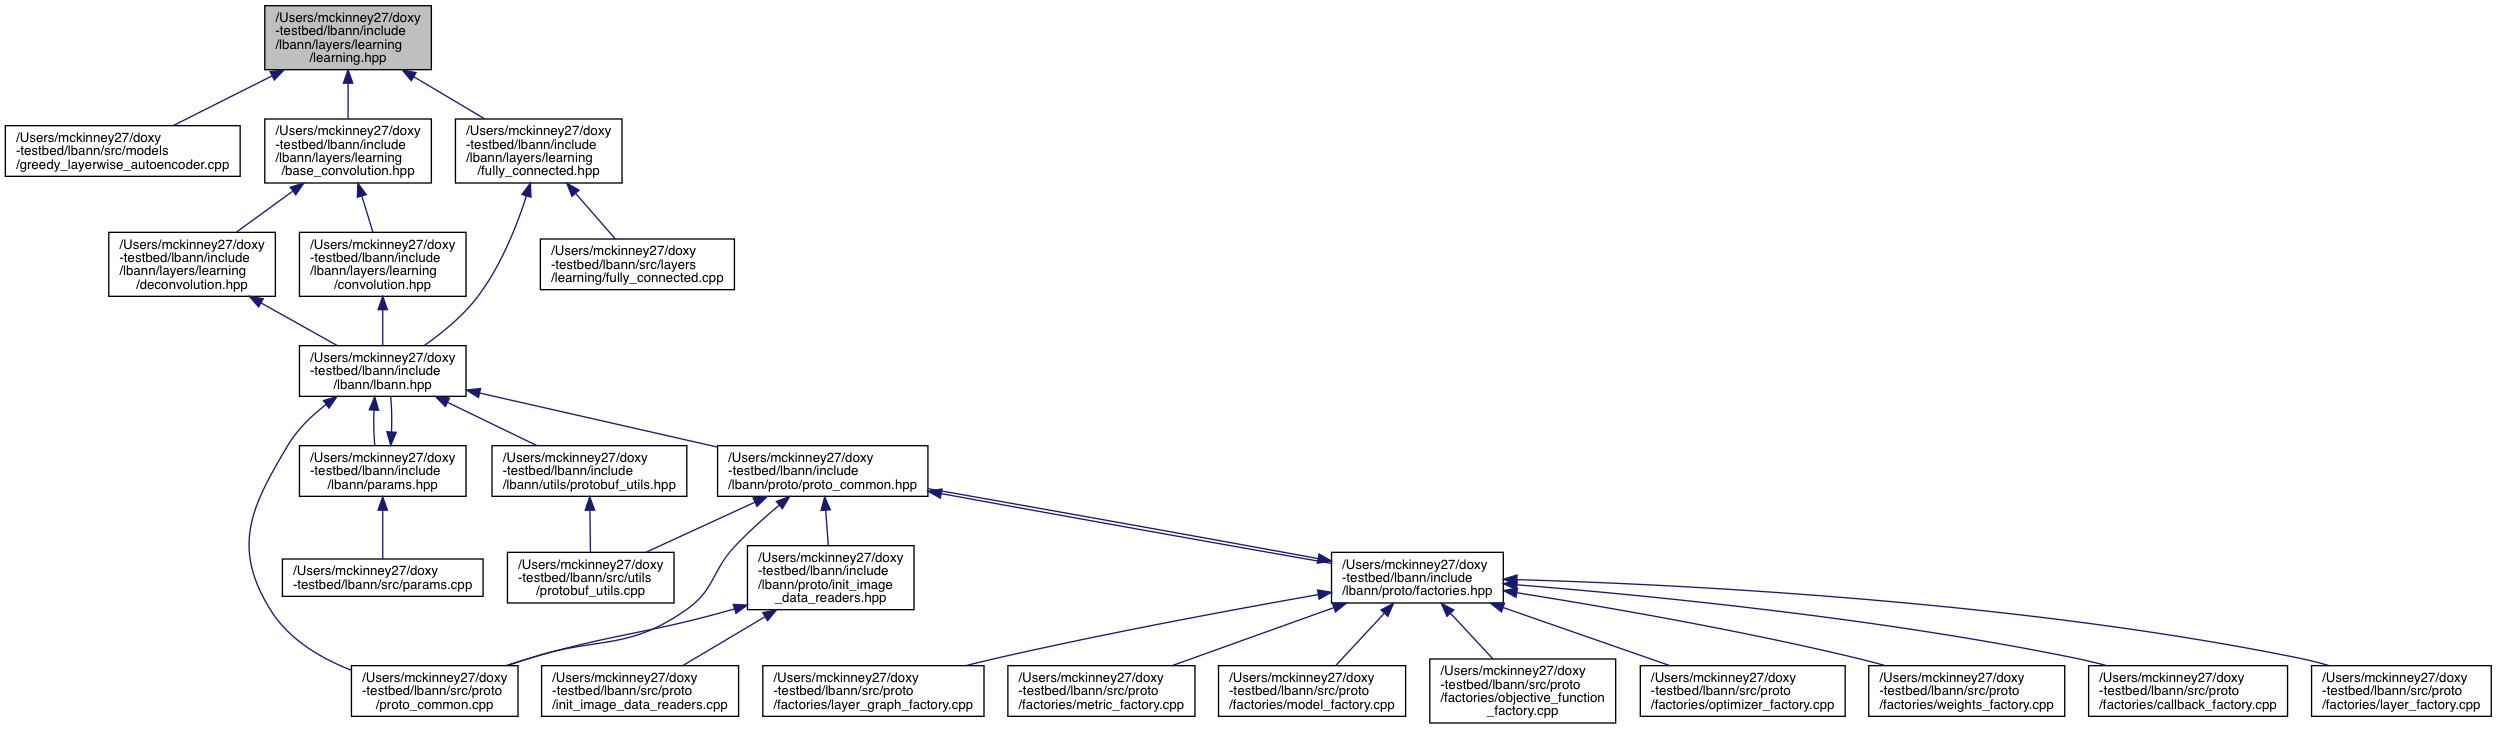 /Users/mckinney27/doxy
-testbed/lbann/include
/lbann/layers/learning
/learning.hpp
/Users/mckinney27/doxy
-testbed/lbann/src/models
/greedy_layerwise_autoencoder.cpp
/Users/mckinney27/doxy
-testbed/lbann/include
/lbann/layers/learning
/base_convolution.hpp
/Users/mckinney27/doxy
-testbed/lbann/include
/lbann/layers/learning
/fully_connected.hpp
/Users/mckinney27/doxy
-testbed/lbann/include
/lbann/layers/learning
/deconvolution.hpp
/Users/mckinney27/doxy
-testbed/lbann/include
/lbann/layers/learning
/convolution.hpp
/Users/mckinney27/doxy
-testbed/lbann/src/layers
/learning/fully_connected.cpp
/Users/mckinney27/doxy
-testbed/lbann/include
/lbann/lbann.hpp
/Users/mckinney27/doxy
-testbed/lbann/include
/lbann/params.hpp
/Users/mckinney27/doxy
-testbed/lbann/include
/lbann/utils/protobuf_utils.hpp
/Users/mckinney27/doxy
-testbed/lbann/include
/lbann/proto/proto_common.hpp
/Users/mckinney27/doxy
-testbed/lbann/src/params.cpp
/Users/mckinney27/doxy
-testbed/lbann/src/utils
/protobuf_utils.cpp
/Users/mckinney27/doxy
-testbed/lbann/include
/lbann/proto/init_image
_data_readers.hpp
/Users/mckinney27/doxy
-testbed/lbann/include
/lbann/proto/factories.hpp
/Users/mckinney27/doxy
-testbed/lbann/src/proto
/proto_common.cpp
/Users/mckinney27/doxy
-testbed/lbann/src/proto
/init_image_data_readers.cpp
/Users/mckinney27/doxy
-testbed/lbann/src/proto
/factories/layer_graph_factory.cpp
/Users/mckinney27/doxy
-testbed/lbann/src/proto
/factories/metric_factory.cpp
/Users/mckinney27/doxy
-testbed/lbann/src/proto
/factories/model_factory.cpp
/Users/mckinney27/doxy
-testbed/lbann/src/proto
/factories/objective_function
_factory.cpp
/Users/mckinney27/doxy
-testbed/lbann/src/proto
/factories/optimizer_factory.cpp
/Users/mckinney27/doxy
-testbed/lbann/src/proto
/factories/weights_factory.cpp
/Users/mckinney27/doxy
-testbed/lbann/src/proto
/factories/callback_factory.cpp
/Users/mckinney27/doxy
-testbed/lbann/src/proto
/factories/layer_factory.cpp